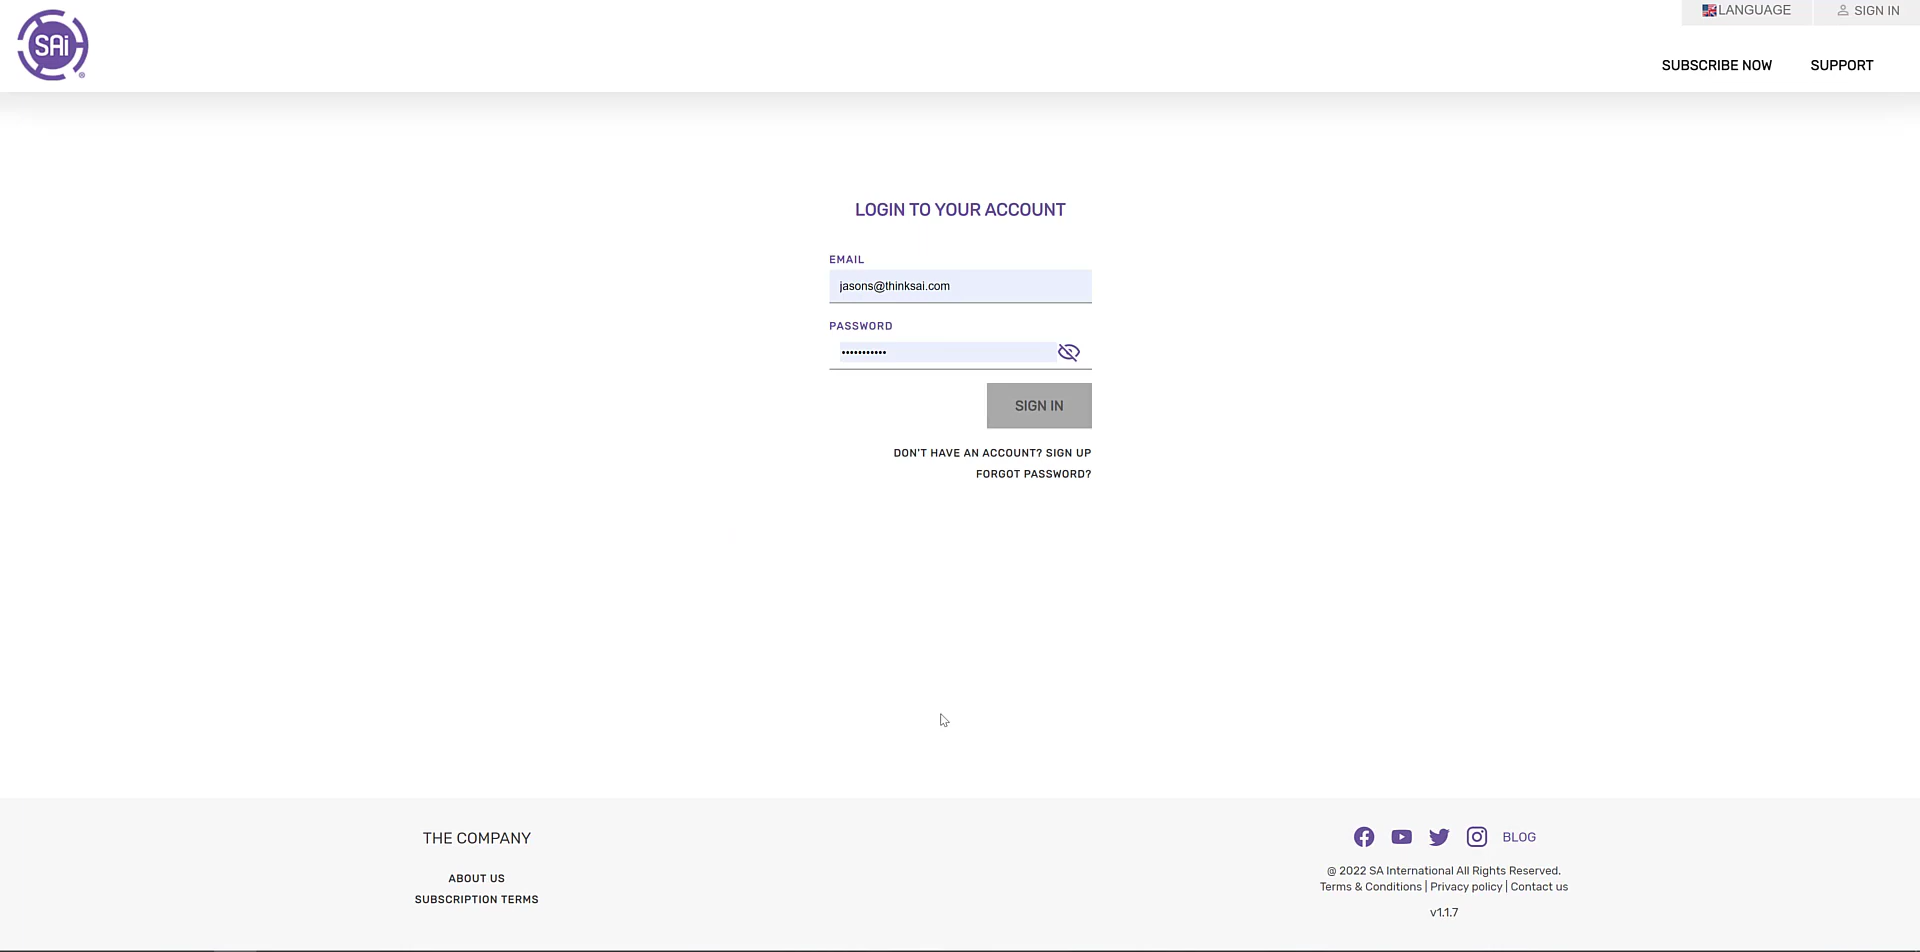 SAi
®
LANGUAGE
SIGN IN
SUBSCRIBE NOW
SUPPORT
LOGIN TO YOUR ACCOUNT
EMAIL
jasons@thinksai.com
PASSWORD
•••••••••••
SIGN IN
DON'T HAVE AN ACCOUNT? SIGN UP
FORGOT PASSWORD?
THE COMPANY
ABOUT US
SUBSCRIPTION TERMS
BLOG
@ 2022 SA International All Rights Reserved.
Terms & Conditions | Privacy policy | Contact us
v1.1.7